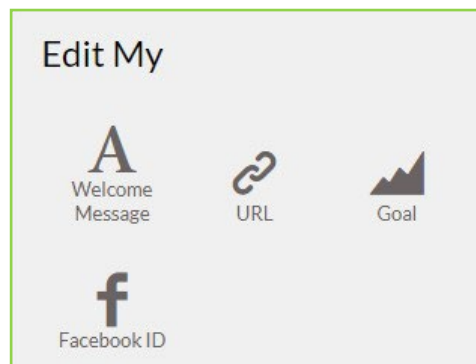 Edit My
A
Welcome
Message
URL
Goal
f
Facebook ID